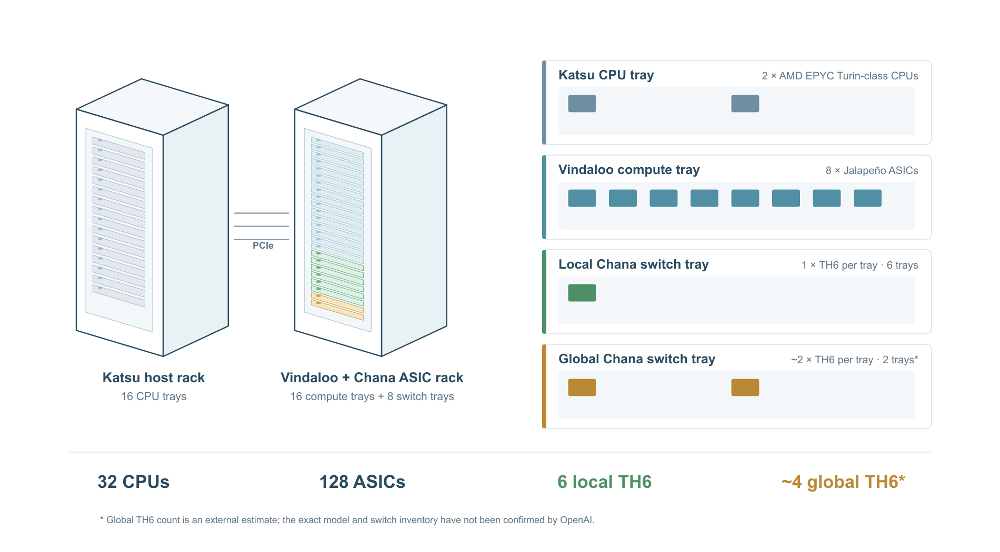 Katsu CPU tray
2 × AMD EPYC Turin-class CPUs
Vindaloo compute tray
8 × Jalapeño ASICs
PCIe
Local Chana switch tray
1 × TH6 per tray · 6 trays
Global Chana switch tray
~2 × TH6 per tray · 2 trays*
Katsu host rack
16 CPU trays
Vindaloo + Chana ASIC rack
16 compute trays + 8 switch trays
32 CPUs
128 ASICs
6 local TH6
~4 global TH6*
* Global TH6 count is an external estimate; the exact model and switch inventory have not been confirmed by OpenAI.